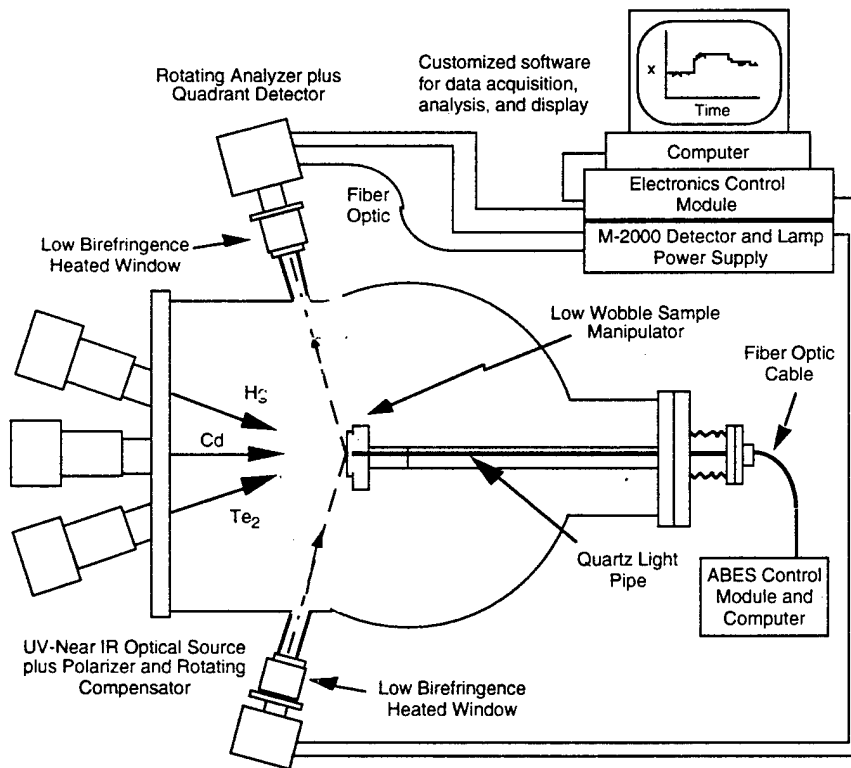 Rotating Analyzer plus
Quadrant Detector
Customized software
for data acquisition,
analysis, and display
x
Time
Computer
Electronics Control
Module
M-2000 Detector and Lamp
Power Supply
Fiber
Optic
Low Birefringence
Heated Window
Low Wobble Sample
Manipulator
Fiber Optic
Cable
Hg
Cd
Te2
Quartz Light
Pipe
ABES Control
Module and
Computer
UV-Near IR Optical Source
plus Polarizer and Rotating
Compensator
Low Birefringence
Heated Window